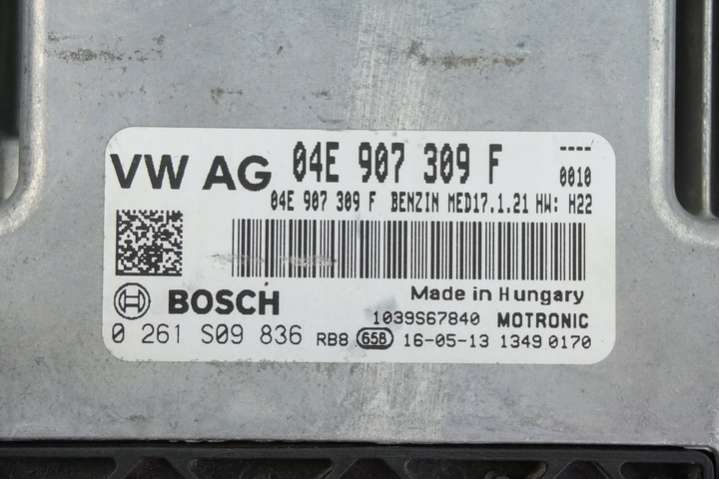 VW AG 04E 907 309 F ----
0010
04E 907 309 F BENZIN MED17.1.21 HW: H22
BOSCH Made in Hungary
1039S67840 MOTRONIC
0 261 S09 836 RB8 658 16-05-13 1349 0170